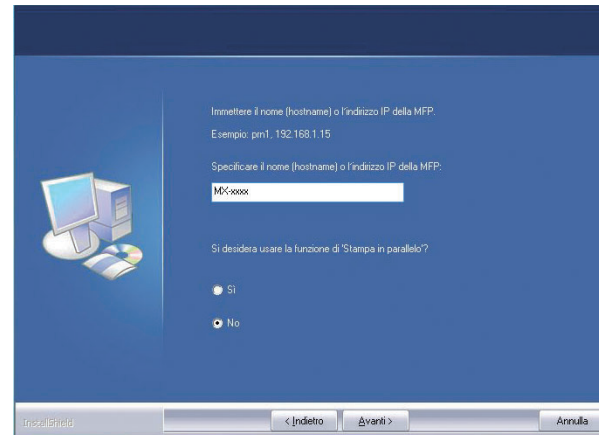 Immettere il nome (hostname) o l'indirizzo IP della MFP.
Esempio: prn1, 192.168.1.15
Specificare il nome (hostname) o l'indirizzo IP della MFP:
MX-xxxx
Si desidera usare la funzione di 'Stampa in parallelo'?
Sì
No
InstallShield
< Indietro
Avanti >
Annulla